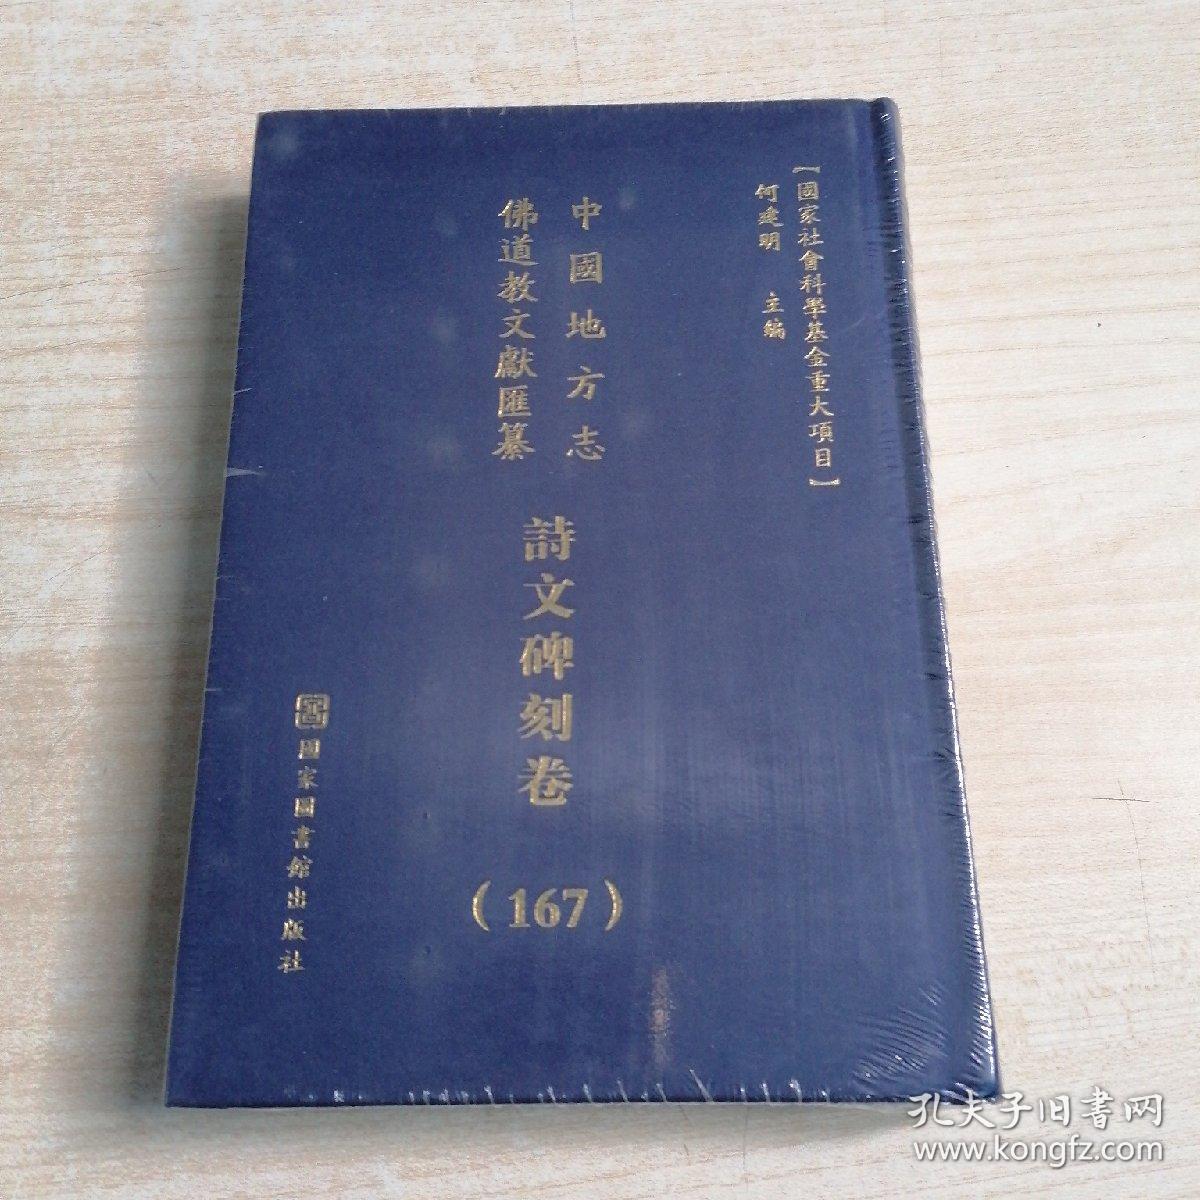 【國家社會科學基金重大項目】
何建明 主編
中國地方志
佛道教文獻匯纂
詩文碑刻卷
（167）
國家圖書館出版社
孔夫子旧书网
www.kongfz.com